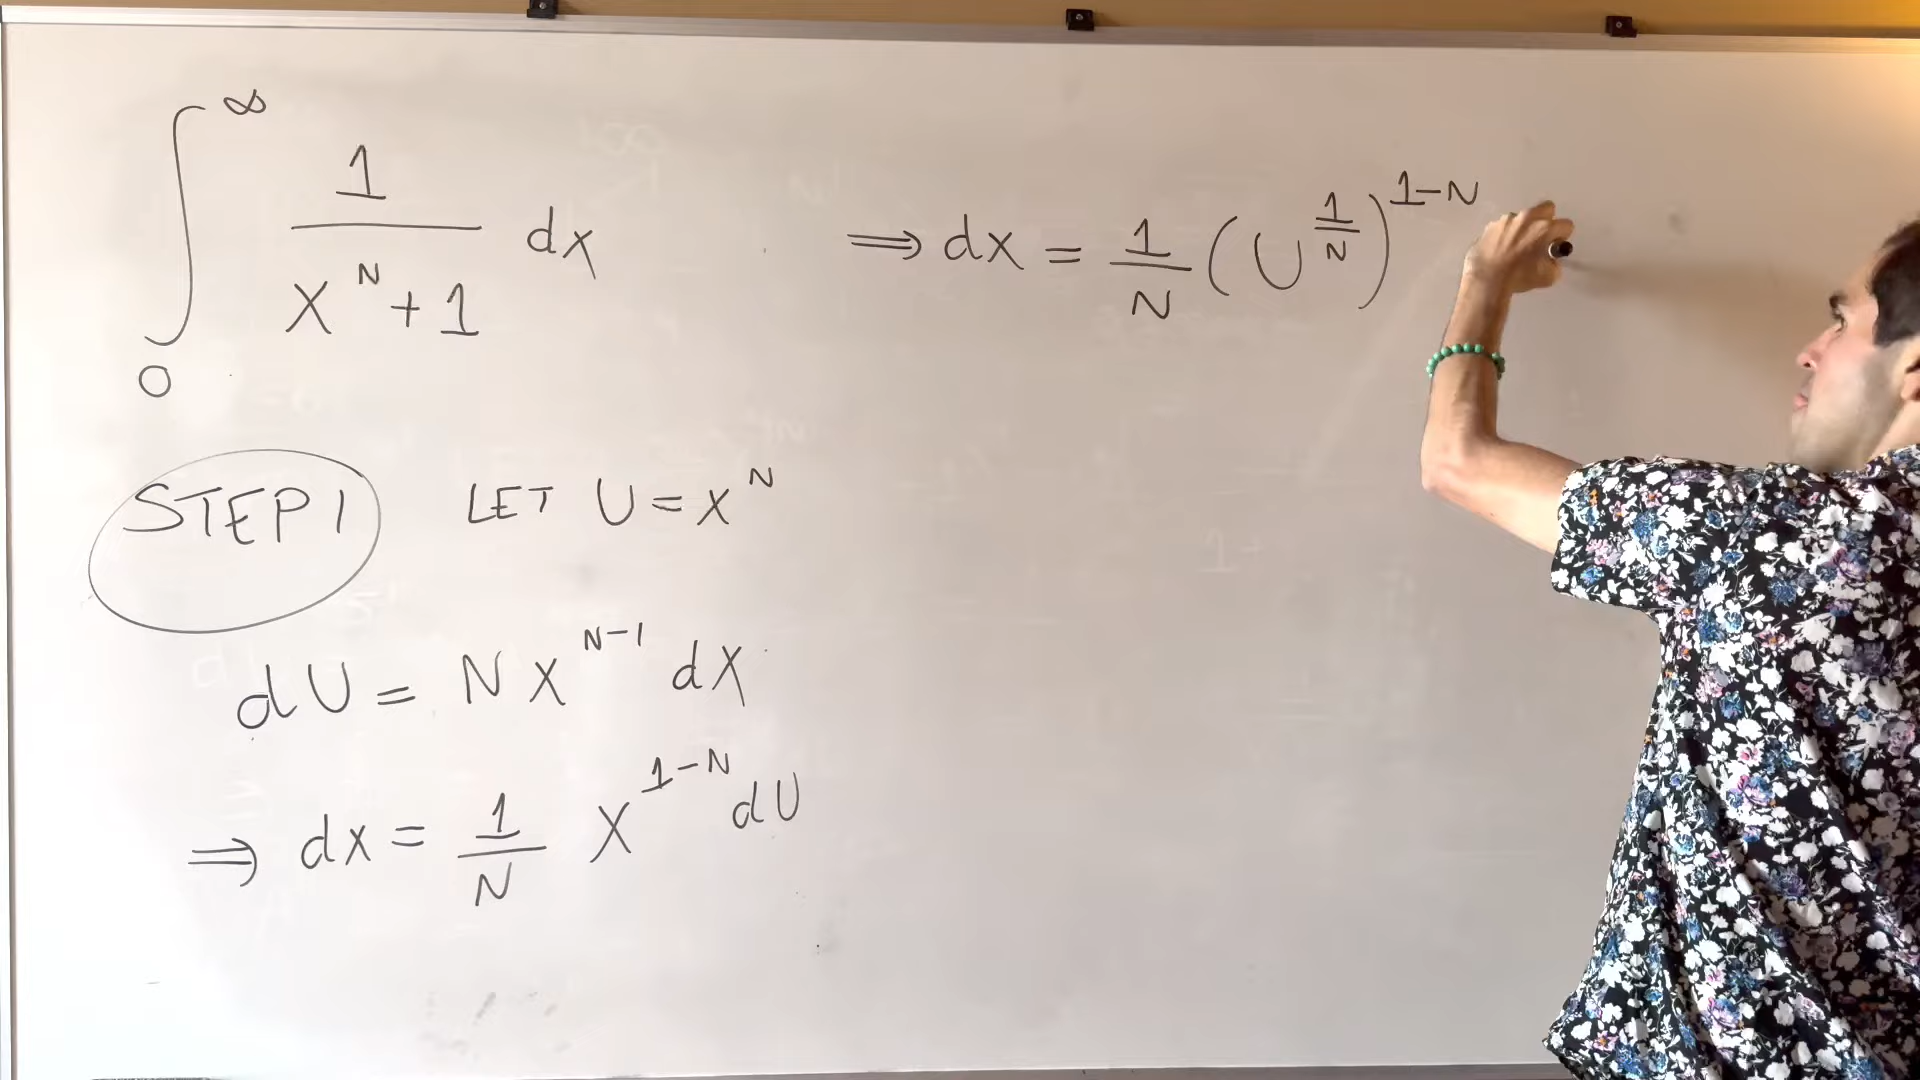 ∫₀^∞ 1/(X^N + 1) dx
STEP 1 LET U = X^N
dU = N X^(N-1) dX
⇒ dx = 1/N X^(1-N) dU
⇒ dx = 1/N (U^(1/N))^(1-N)